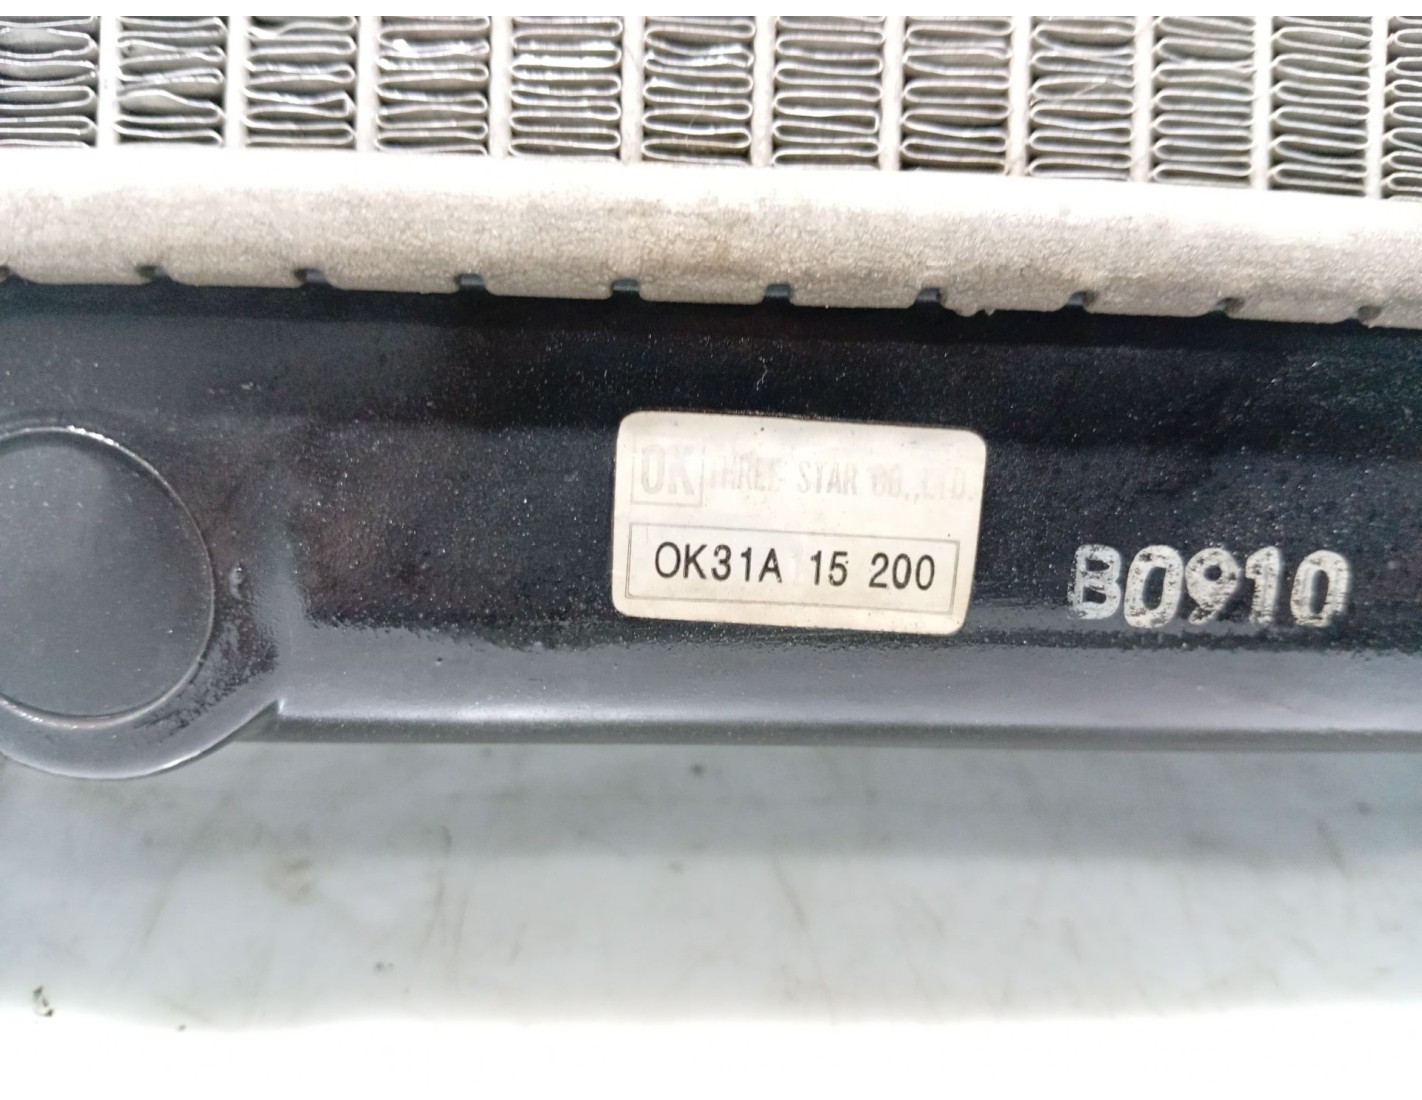 OK THREE STAR CO.,LTD.
OK31A 15 200
B0910